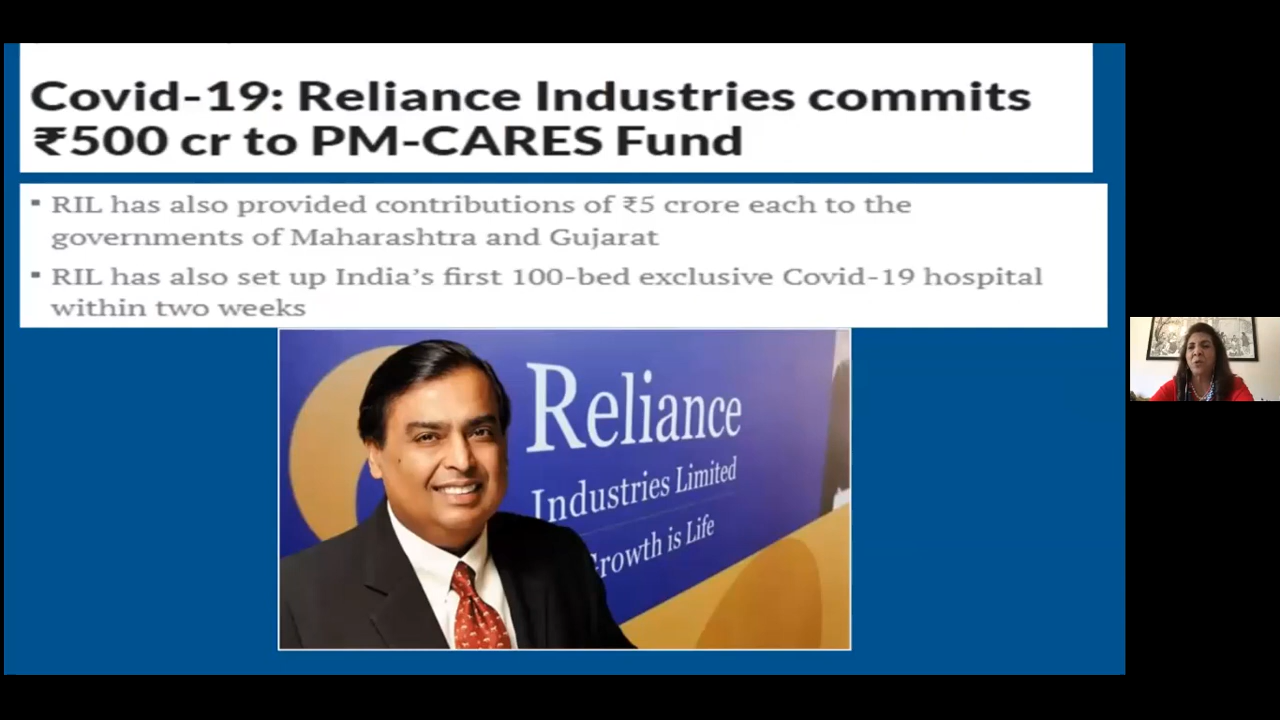 Covid-19: Reliance Industries commits
₹500 cr to PM-CARES Fund
▪ RIL has also provided contributions of ₹5 crore each to the
governments of Maharashtra and Gujarat
▪ RIL has also set up India’s first 100-bed exclusive Covid-19 hospital
within two weeks
Reliance
Industries Limited
Growth is Life